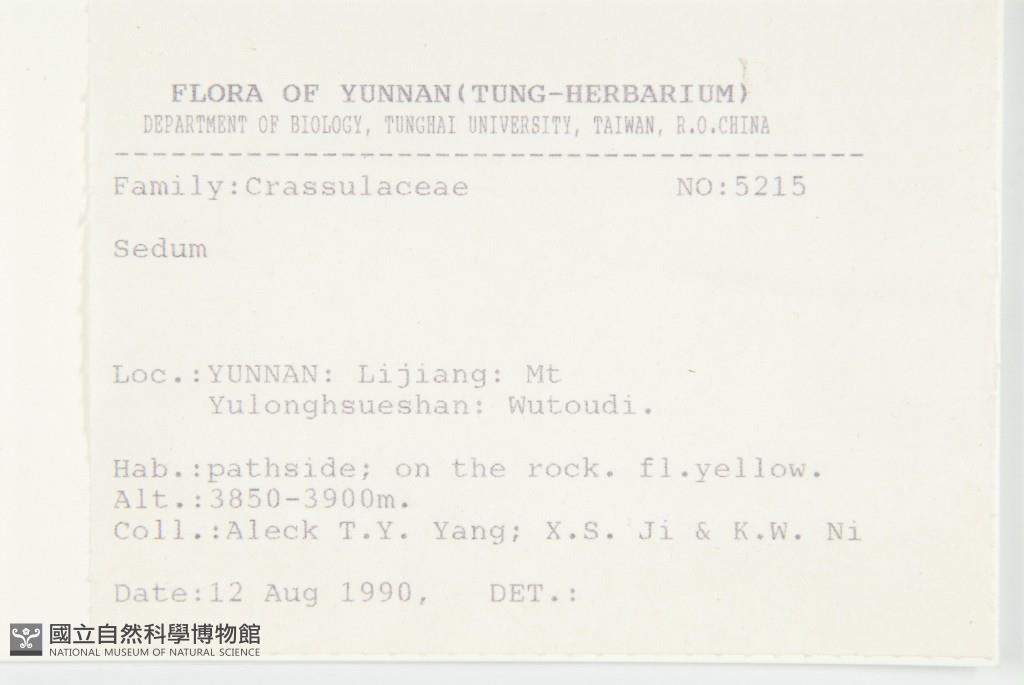 FLORA OF YUNNAN(TUNG-HERBARIUM)
DEPARTMENT OF BIOLOGY, TUNGHAI UNIVERSITY, TAIWAN, R.O.CHINA
----------------------------------------
Family:Crassulaceae NO:5215
Sedum
Loc.:YUNNAN: Lijiang: Mt
Yulonghsueshan: Wutoudi.
Hab.:pathside; on the rock. fl.yellow.
Alt.:3850-3900m.
Coll.:Aleck T.Y. Yang; X.S. Ji & K.W. Ni
Date:12 Aug 1990, DET.:
國立自然科學博物館
NATIONAL MUSEUM OF NATURAL SCIENCE